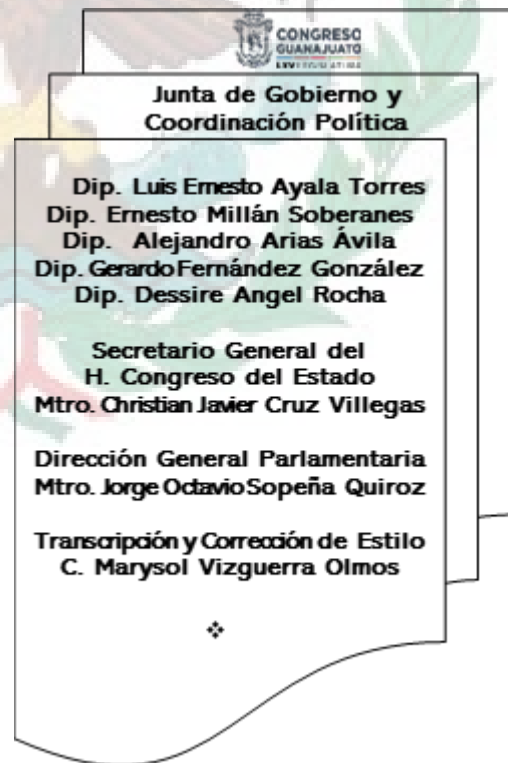 CONGRESO
GUANAJUATO
LXV LEGISLATURA
Junta de Gobierno y
Coordinación Política
Dip. Luis Ernesto Ayala Torres
Dip. Ernesto Millán Soberanes
Dip. Alejandro Arias Ávila
Dip. Gerardo Fernández González
Dip. Dessire Angel Rocha
Secretario General del
H. Congreso del Estado
Mtro. Christian Javier Cruz Villegas
Dirección General Parlamentaria
Mtro. Jorge Octavio Sopeña Quiroz
Transcripción y Corrección de Estilo
C. Marysol Vizguerra Olmos